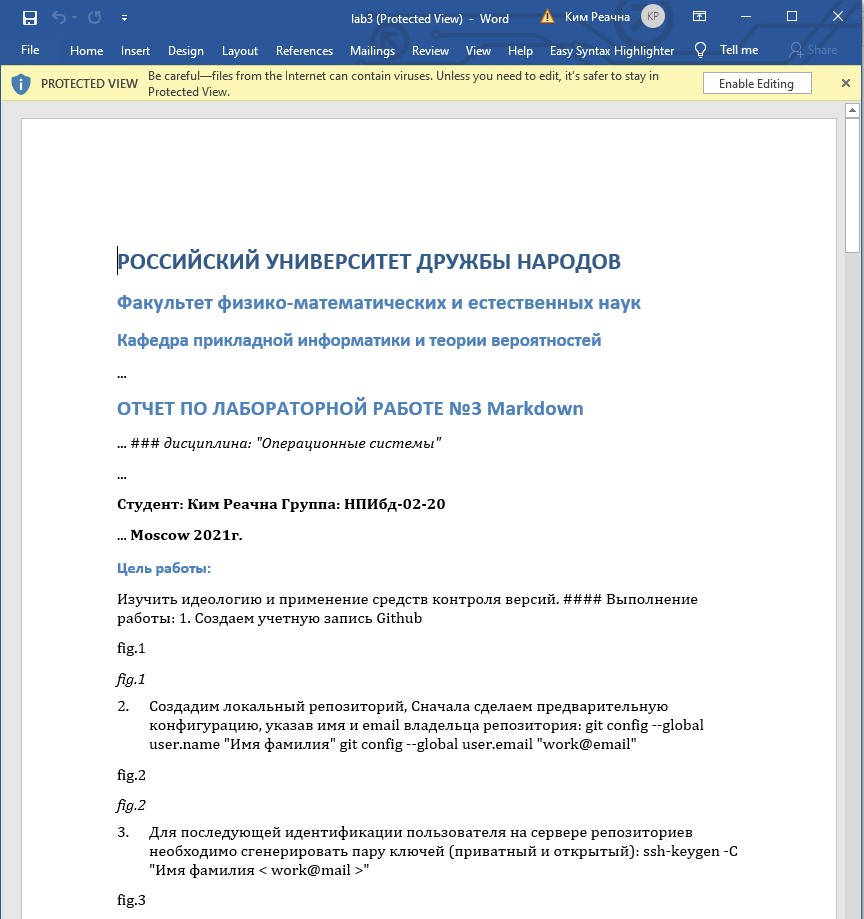 lab3 (Protected View) - Word
Ким Реачна
КР
File Home Insert Design Layout References Mailings Review View Help Easy Syntax Highlighter Tell me Share
PROTECTED VIEW
Be careful—files from the Internet can contain viruses. Unless you need to edit, it's safer to stay in
Protected View.
Enable Editing
РОССИЙСКИЙ УНИВЕРСИТЕТ ДРУЖБЫ НАРОДОВ
Факультет физико-математических и естественных наук
Кафедра прикладной информатики и теории вероятностей
...
ОТЧЕТ ПО ЛАБОРАТОРНОЙ РАБОТЕ №3 Markdown
... ### дисциплина: "Операционные системы"
...
Студент: Ким Реачна Группа: НПИбд-02-20
... Moscow 2021г.
Цель работы:
Изучить идеологию и применение средств контроля версий. #### Выполнение
работы: 1. Создаем учетную запись Github
fig.1
fig.1
2. Создадим локальный репозиторий, Сначала сделаем предварительную
конфигурацию, указав имя и email владельца репозитория: git config --global
user.name "Имя фамилия" git config --global user.email "work@email"
fig.2
fig.2
3. Для последующей идентификации пользователя на сервере репозиториев
необходимо сгенерировать пару ключей (приватный и открытый): ssh-keygen -C
"Имя фамилия < work@mail >"
fig.3